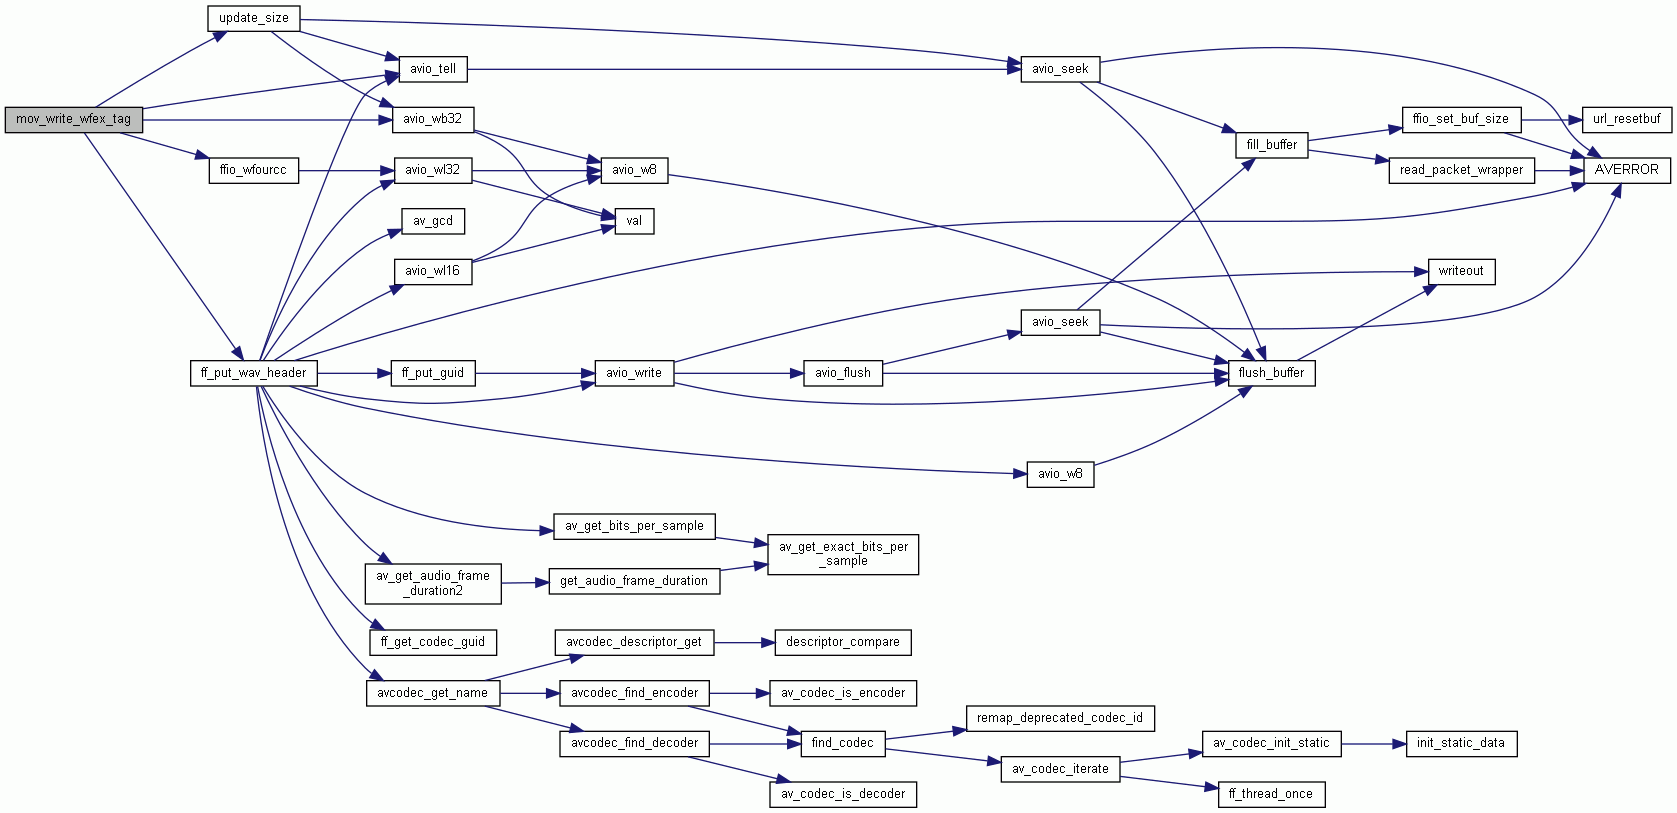 update_size
avio_tell
avio_seek
mov_write_wfex_tag
avio_wb32
ffio_set_buf_size
url_resetbuf
fill_buffer
ffio_wfourcc
avio_wl32
avio_w8
read_packet_wrapper
AVERROR
av_gcd
val
avio_wl16
writeout
avio_seek
ff_put_wav_header
ff_put_guid
avio_write
avio_flush
flush_buffer
avio_w8
av_get_bits_per_sample
av_get_exact_bits_per
_sample
av_get_audio_frame
_duration2
get_audio_frame_duration
ff_get_codec_guid
avcodec_descriptor_get
descriptor_compare
avcodec_get_name
avcodec_find_encoder
av_codec_is_encoder
remap_deprecated_codec_id
avcodec_find_decoder
find_codec
av_codec_init_static
init_static_data
av_codec_iterate
av_codec_is_decoder
ff_thread_once